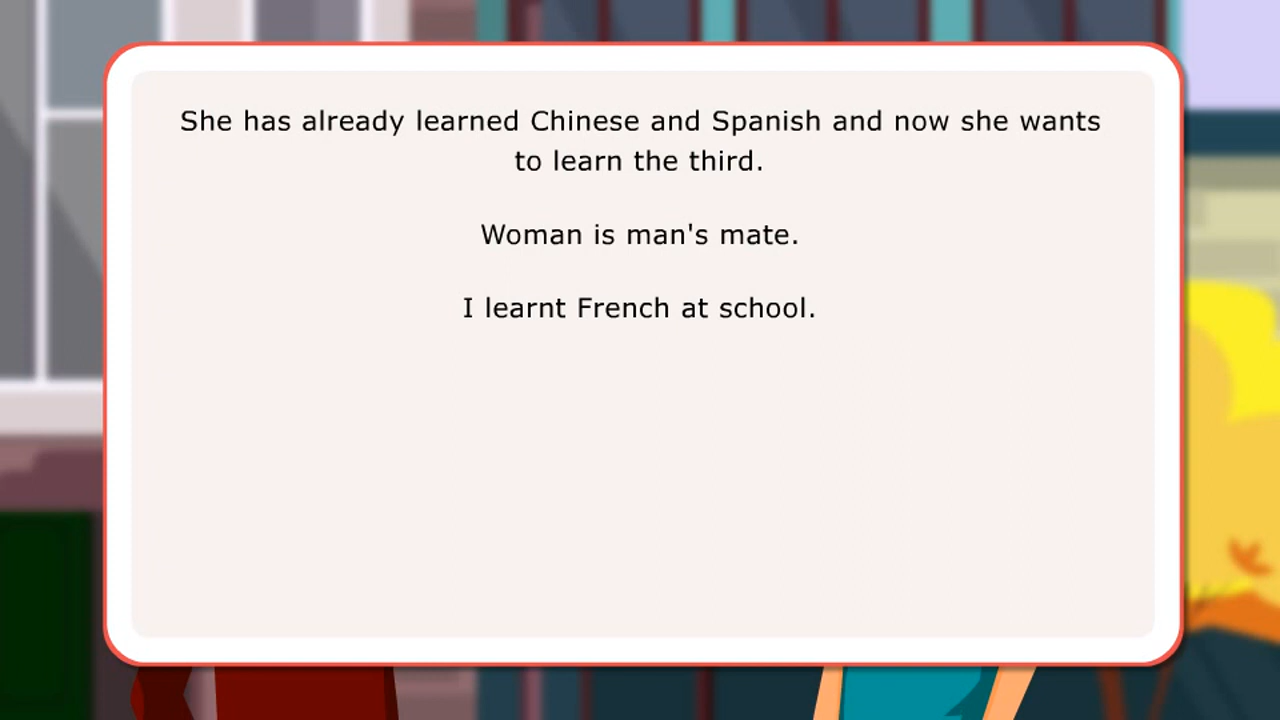 She has already learned Chinese and Spanish and now she wants
to learn the third.
Woman is man's mate.
I learnt French at school.